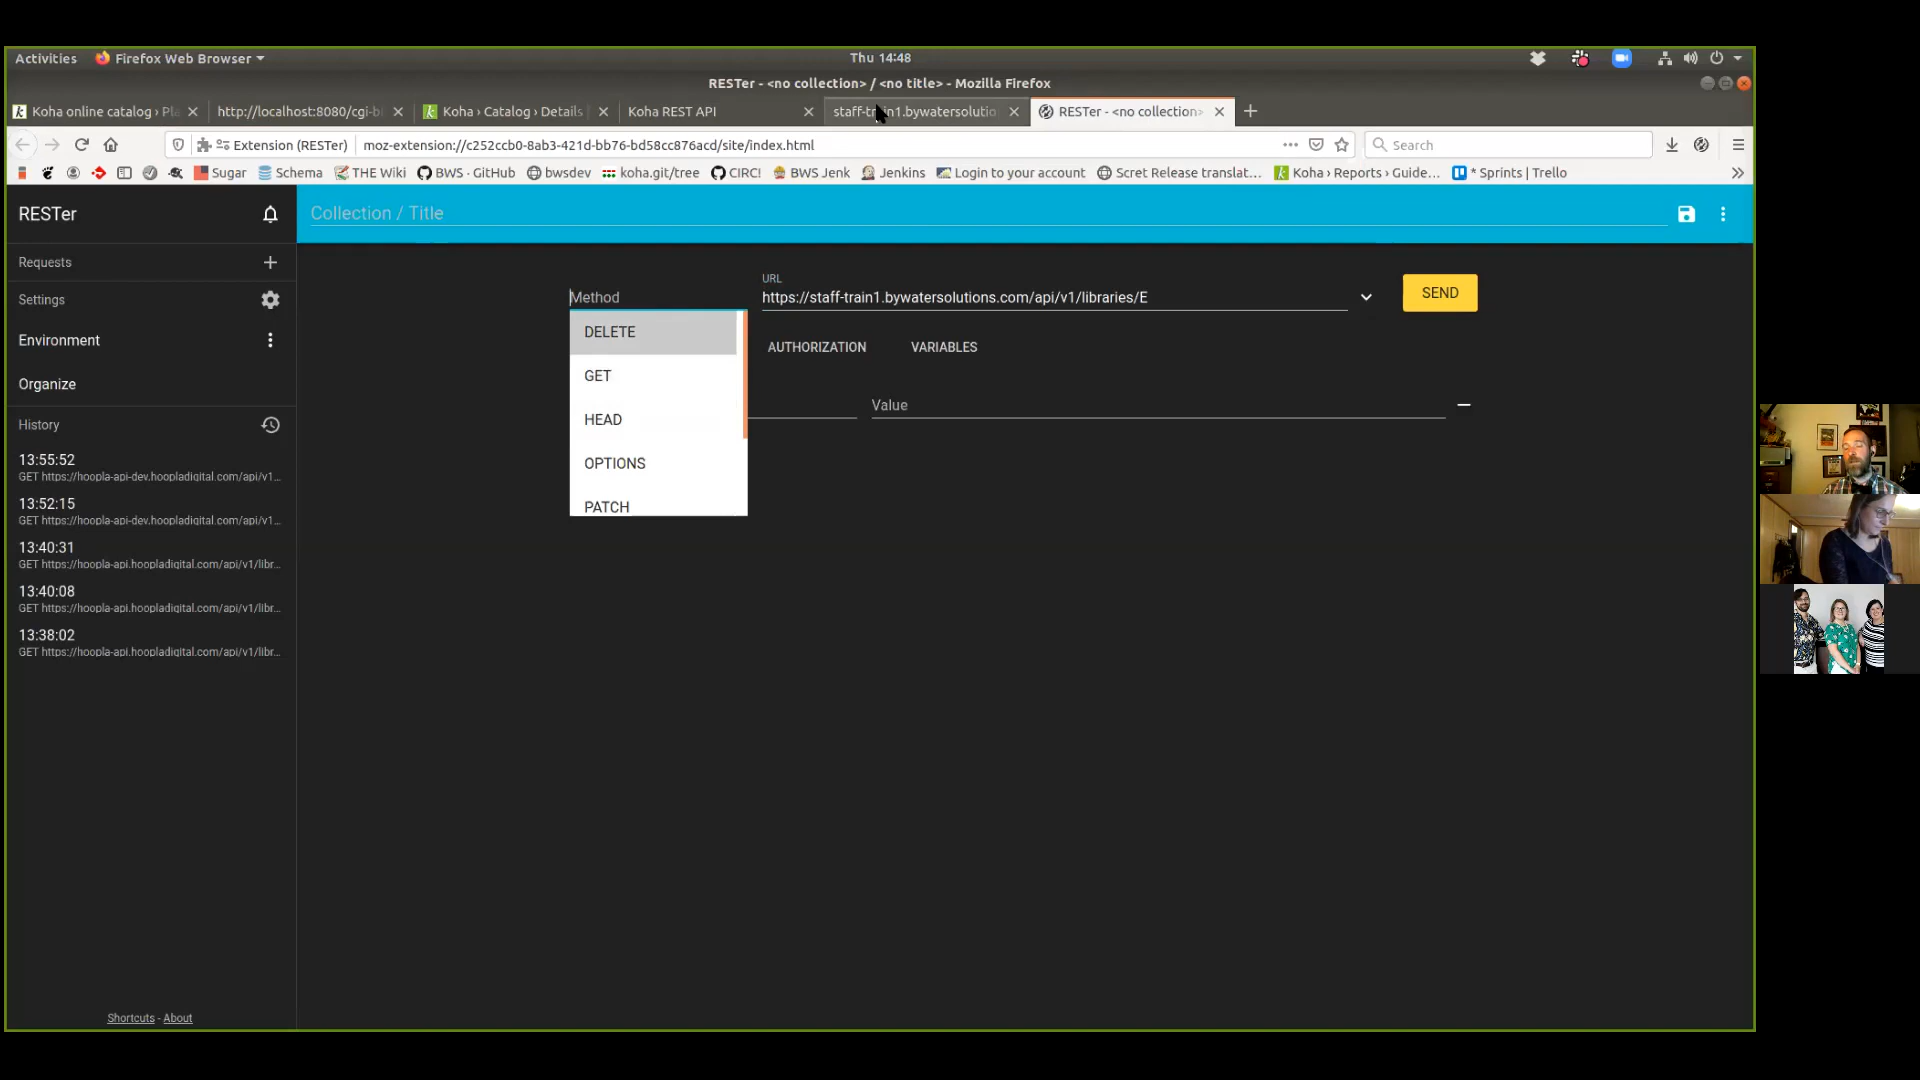 Activities
Firefox Web Browser
Thu 14:48
RESTer - <no collection> / <no title> - Mozilla Firefox
Koha online catalog › Pla
http://localhost:8080/cgi-b
Koha › Catalog › Details
Koha REST API
staff-train1.bywatersolutio
RESTer - <no collection>
Extension (RESTer)
moz-extension://c252ccb0-8ab3-421d-bb76-bd58cc876acd/site/index.html
Search
Sugar
Schema
THE Wiki
BWS - GitHub
bwsdev
koha.git/tree
CIRC!
BWS Jenk
Jenkins
Login to your account
Scret Release translat...
Koha › Reports › Guide...
* Sprints | Trello
RESTer
Collection / Title
Requests
Settings
Environment
Organize
History
13:55:52
GET https://hoopla-api-dev.hoopladigital.com/api/v1...
13:52:15
GET https://hoopla-api-dev.hoopladigital.com/api/v1...
13:40:31
GET https://hoopla-api.hoopladigital.com/api/v1/libr...
13:40:08
GET https://hoopla-api.hoopladigital.com/api/v1/libr...
13:38:02
GET https://hoopla-api.hoopladigital.com/api/v1/libr...
Shortcuts - About
Method
URL
https://staff-train1.bywatersolutions.com/api/v1/libraries/E
SEND
DELETE
GET
HEAD
OPTIONS
PATCH
AUTHORIZATION
VARIABLES
Value